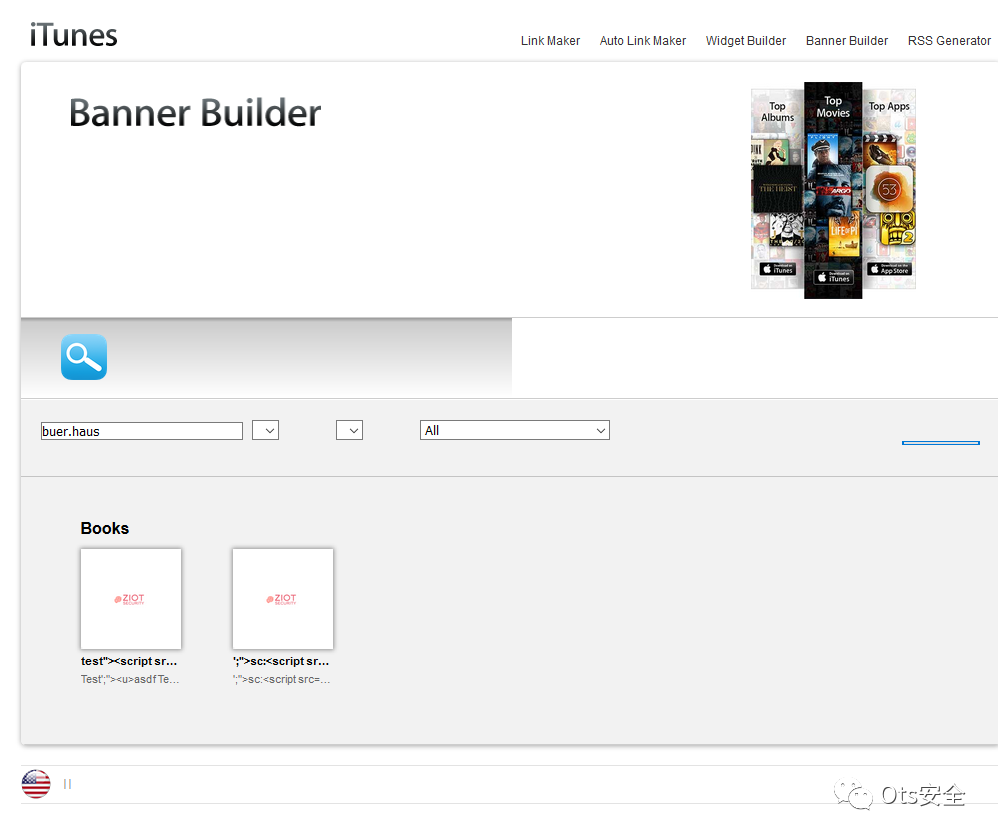 iTunes
Link Maker Auto Link Maker Widget Builder Banner Builder RSS Generator
Banner Builder
Top Albums
Top Movies
Top Apps
THE HEIST
ARGO
LIFE OF PI
53
2
Download on iTunes
Download on iTunes
Download on the App Store
buer.haus
All
Books
ZIOT SECURITY
ZIOT SECURITY
test"><script sr...
';">sc:<script sr...
Test';"><u>asdf Te...
';">sc:<script src=...
Ots安全